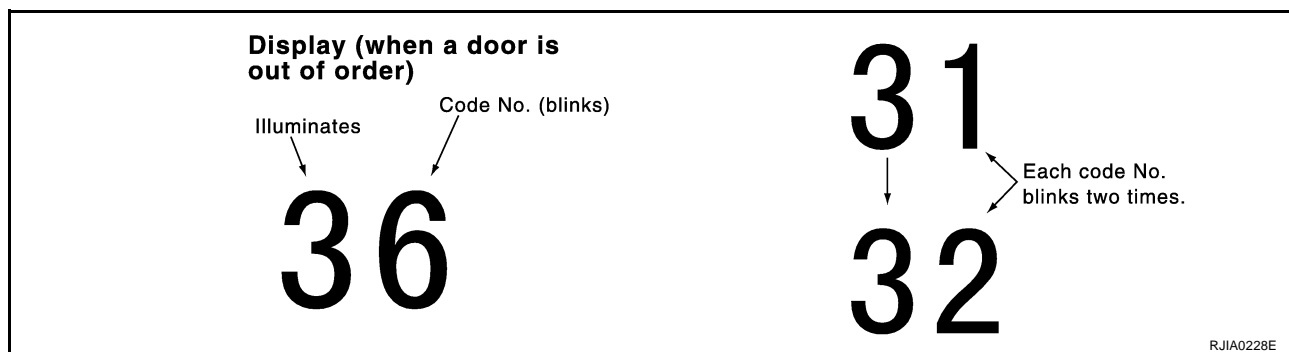 Display (when a door is
out of order)
Code No. (blinks)
Illuminates
36
31
Each code No.
blinks two times.
32
RJIA0228E